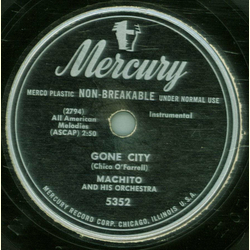 Mercury
MERCO PLASTIC NON-BREAKABLE UNDER NORMAL USE
(2794)
All American
Melodies
(ASCAP) 2:50
Instrumental
GONE CITY
(Chico O'Farrell)
MACHITO
AND HIS ORCHESTRA
5352
MERCURY RECORD CORP. CHICAGO, ILLINOIS, U.S.A.